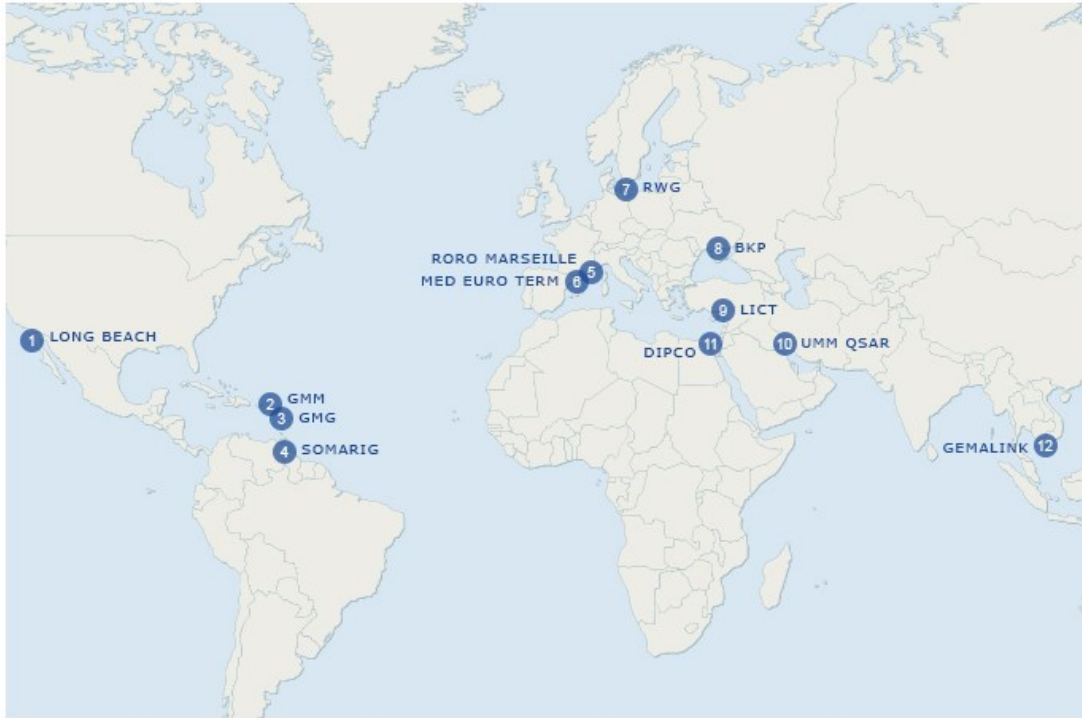 7 RWG
8 BKP
RORO MARSEILLE 5
MED EURO TERM 6
9 LICT
1 LONG BEACH
DIPCO 11
10 UMM QSAR
2 GMM
3 GMG
4 SOMARIG
GEMALINK 12